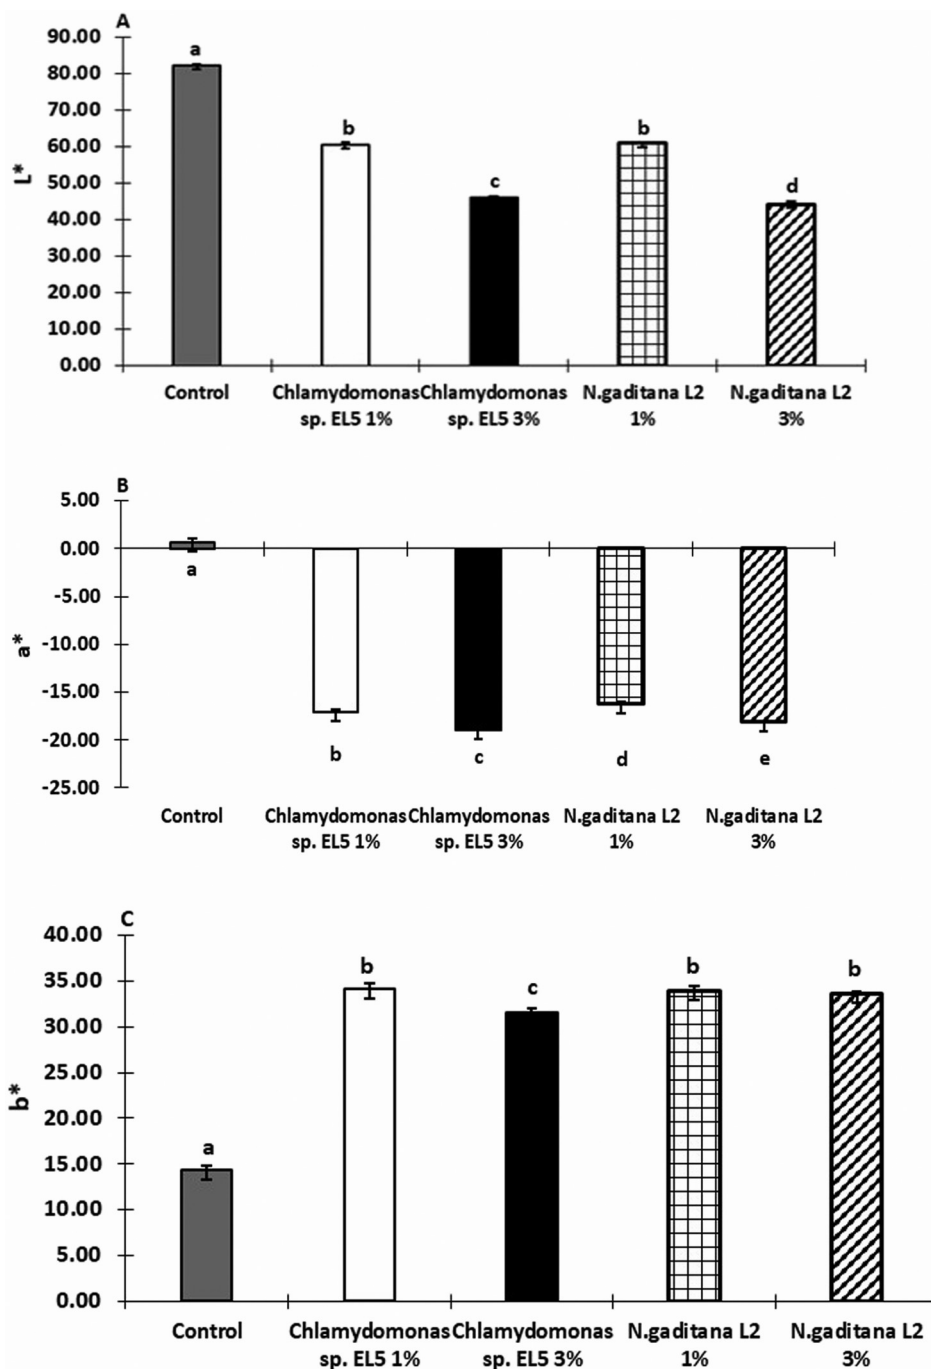 A
90.00
80.00
70.00
60.00
50.00
40.00
30.00
20.00
10.00
0.00
L*
a
b
c
b
d
Control
Chlamydomonas
sp. EL5 1%
Chlamydomonas
sp. EL5 3%
N.gaditana L2
1%
N.gaditana L2
3%
B
5.00
0.00
-5.00
-10.00
-15.00
-20.00
-25.00
a*
a
b
c
d
e
Control
Chlamydomonas
sp. EL5 1%
Chlamydomonas
sp. EL5 3%
N.gaditana L2
1%
N.gaditana L2
3%
C
40.00
35.00
30.00
25.00
20.00
15.00
10.00
5.00
0.00
b*
a
b
c
b
b
Control
Chlamydomonas
sp. EL5 1%
Chlamydomonas
sp. EL5 3%
N.gaditana L2
1%
N.gaditana L2
3%